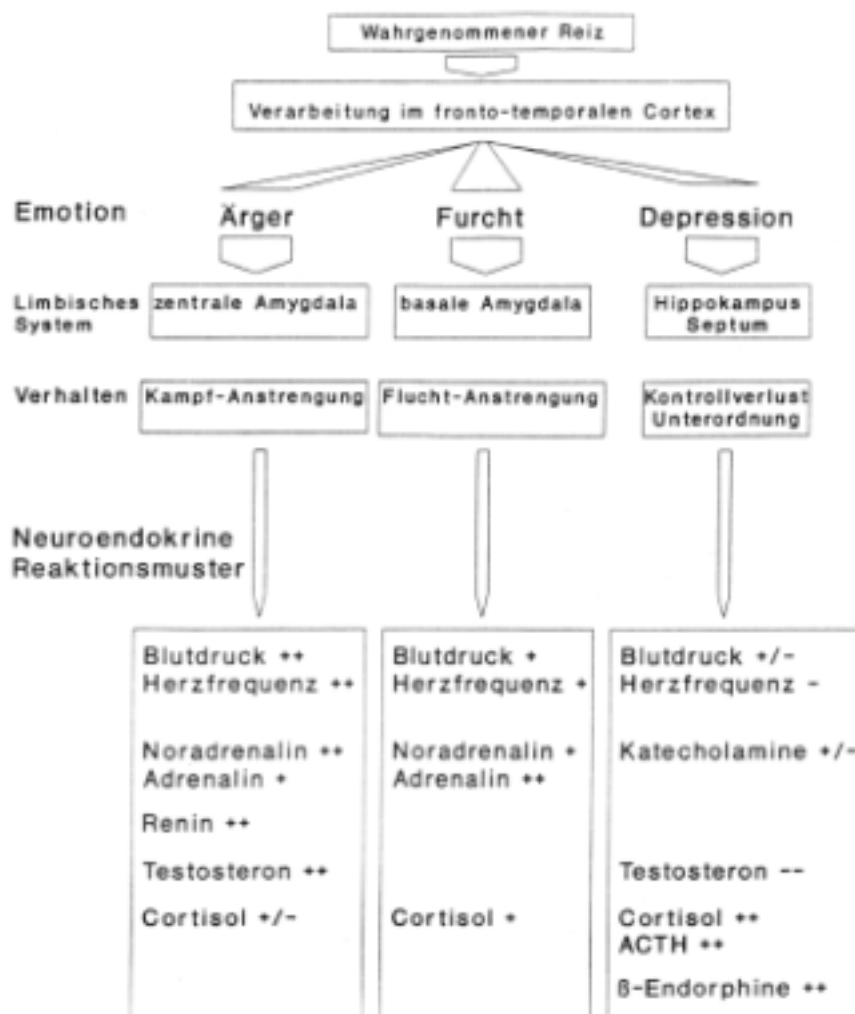 Wahrgenommener Reiz
Verarbeitung im fronto-temporalen Cortex
Emotion Ärger Furcht Depression
Limbisches System zentrale Amygdala basale Amygdala Hippokampus Septum
Verhalten Kampf-Anstrengung Flucht-Anstrengung Kontrollverlust Unterordnung
Neuroendokrine
Reaktionsmuster
Blutdruck ++
Herzfrequenz ++
Noradrenalin ++
Adrenalin +
Renin ++
Testosteron ++
Cortisol +/-
Blutdruck +
Herzfrequenz +
Noradrenalin +
Adrenalin ++
Cortisol +
Blutdruck +/-
Herzfrequenz -
Katecholamine +/-
Testosteron --
Cortisol ++
ACTH ++
ß-Endorphine ++